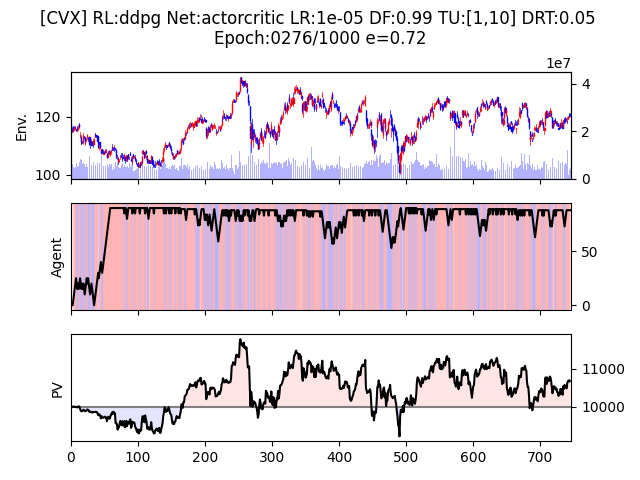 [CVX] RL:ddpg Net:actorcritic LR:1e-05 DF:0.99 TU:[1,10] DRT:0.05
Epoch:0276/1000 e=0.72
1e7
Env.
120
100
4
2
0
Agent
50
0
PV
11000
10000
0 100 200 300 400 500 600 700